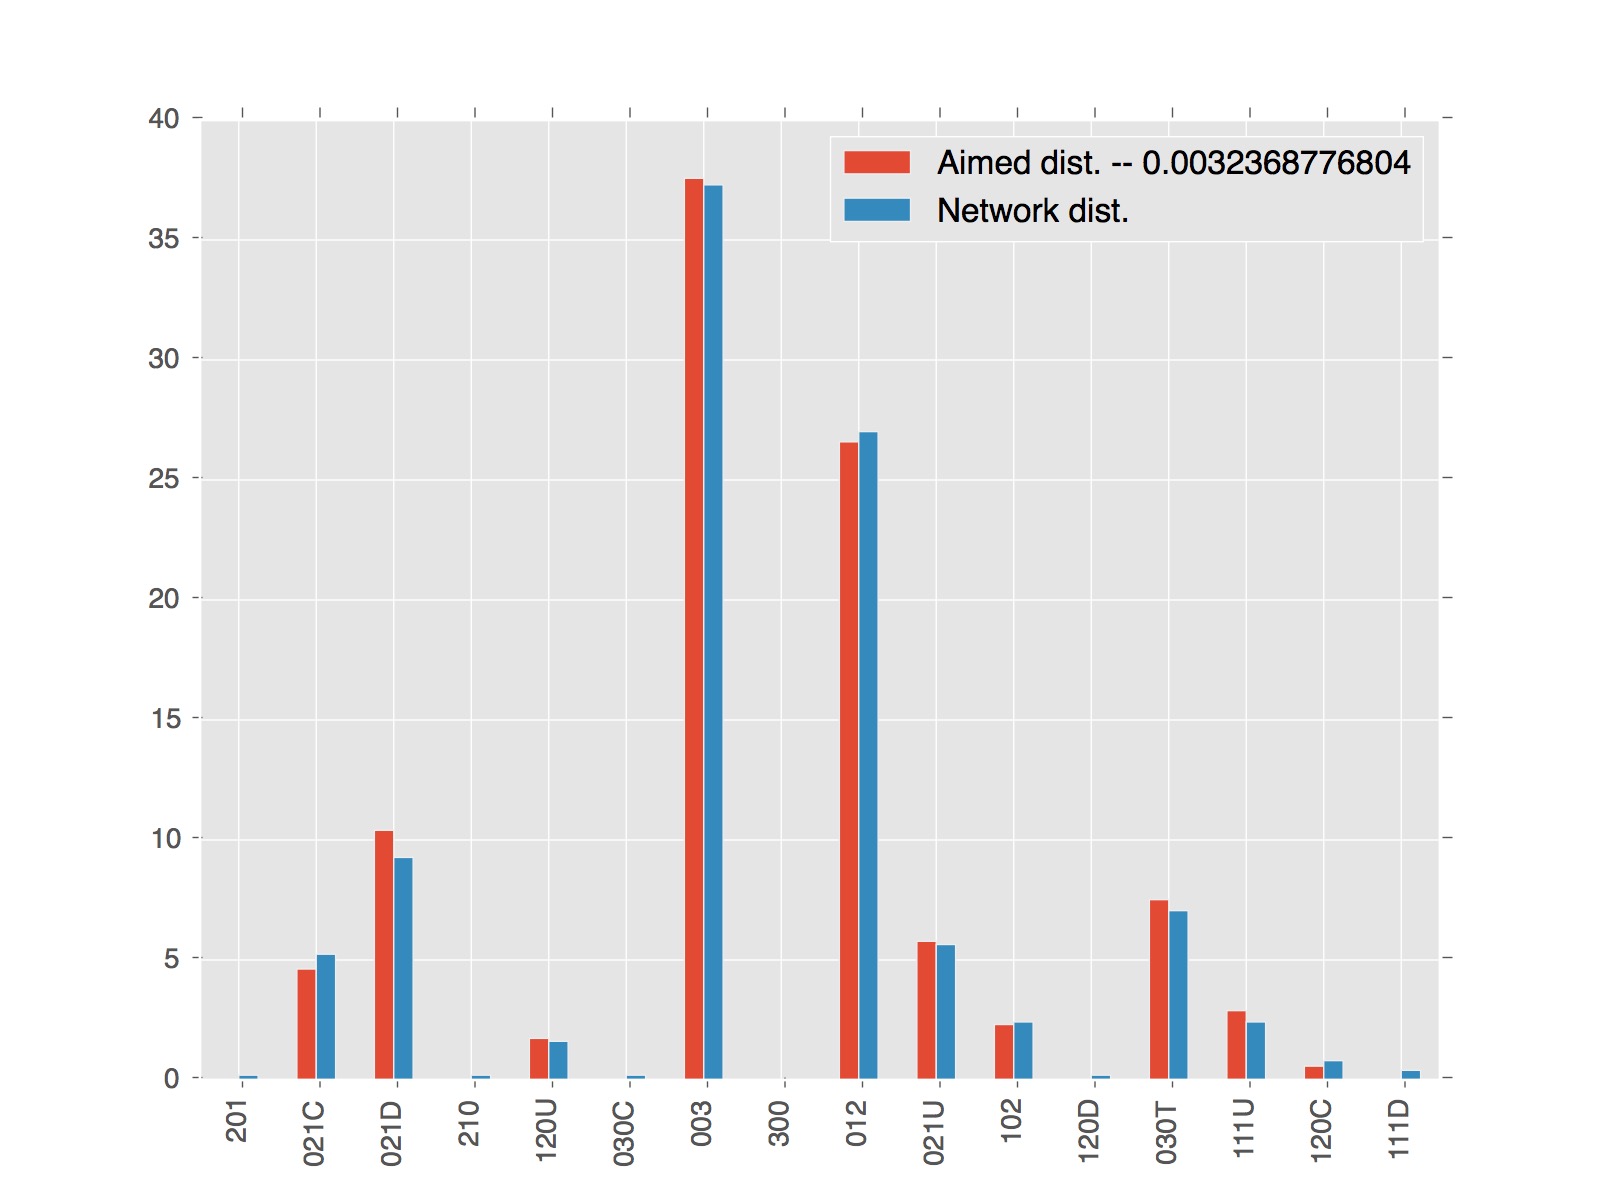 40
35
30
25
20
15
10
5
0
Aimed dist. -- 0.0032368776804
Network dist.
201
021C
021D
210
120U
030C
003
300
012
021U
102
120D
030T
111U
120C
111D